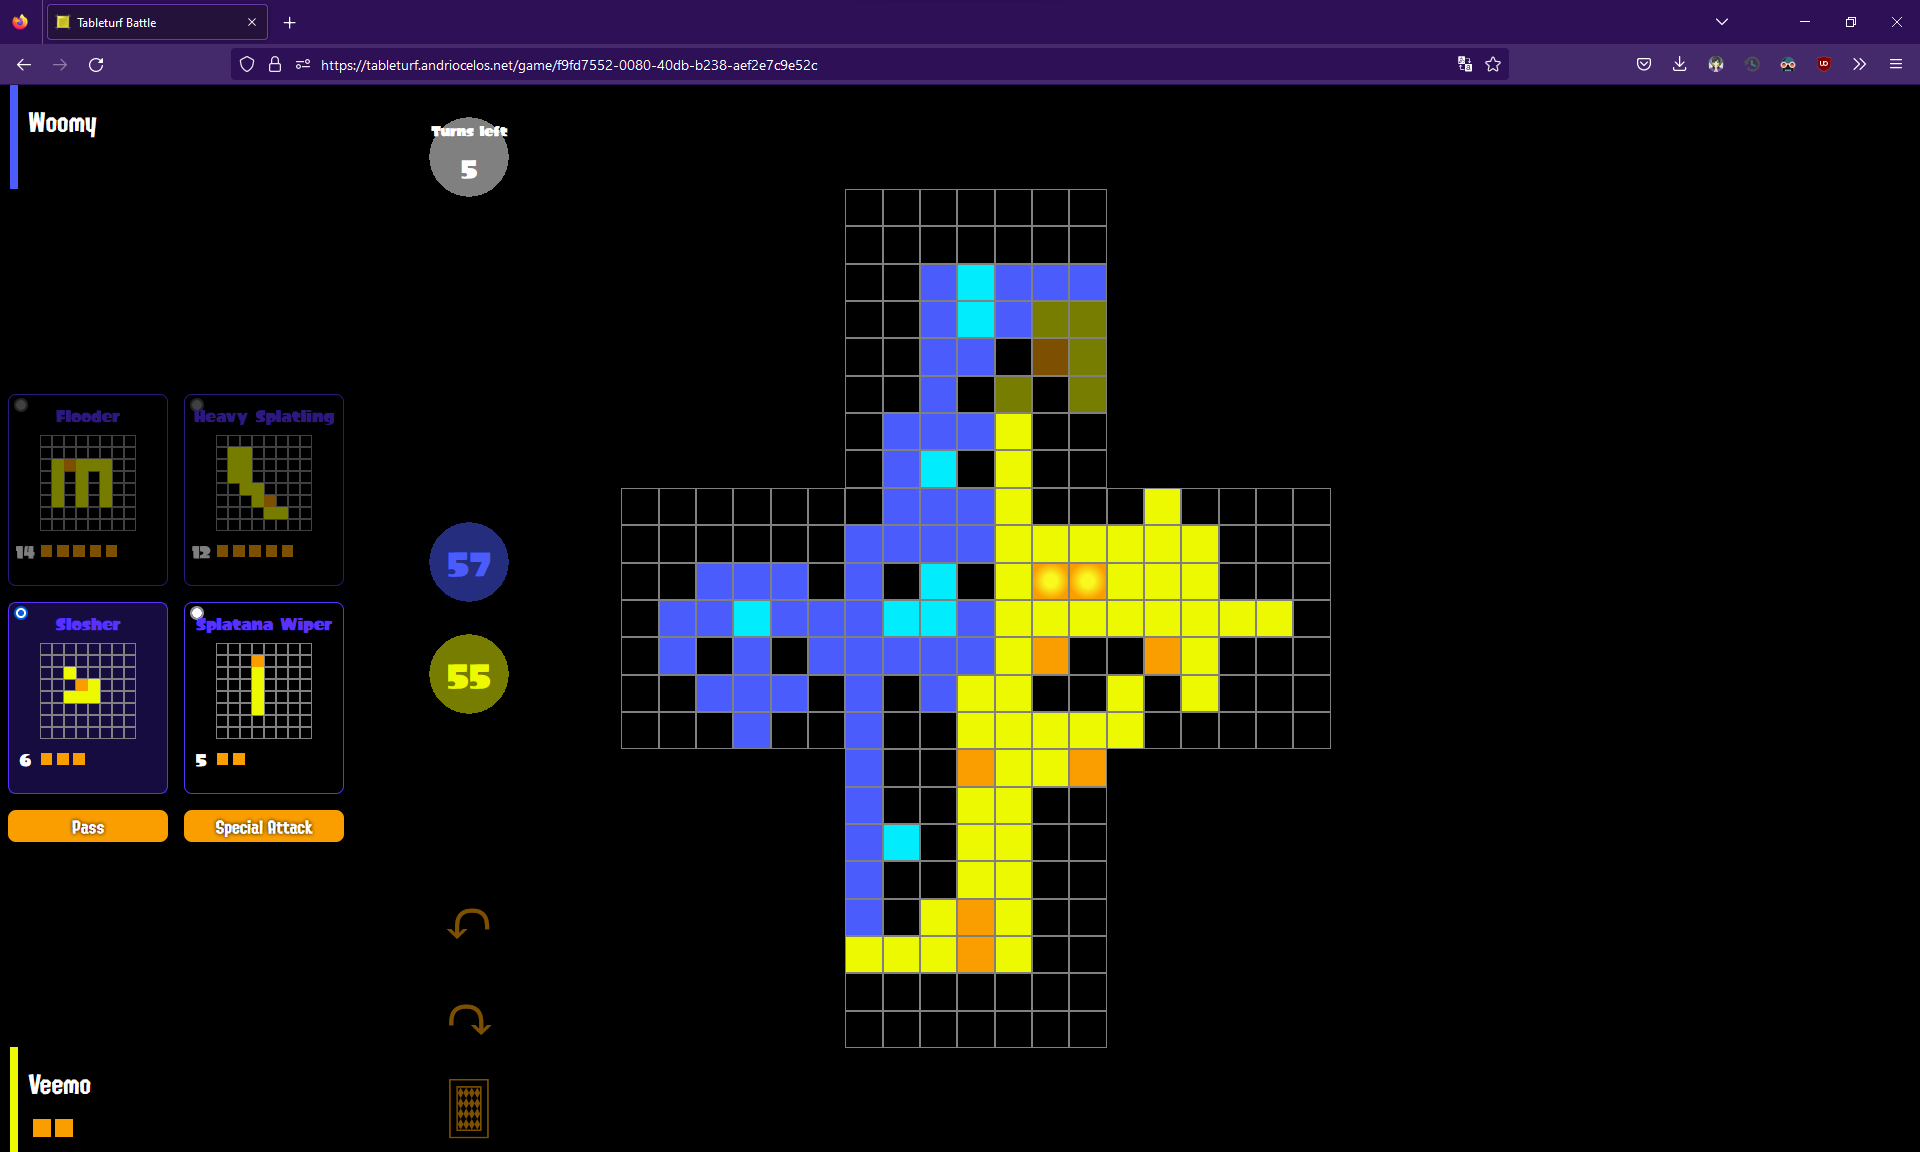 Tableturf Battle
https://tableturf.andriocelos.net/game/f9fd7552-0080-40db-b238-aef2e7c9e52c
Woomy
Turns left
5
Flooder
14
Heavy Splatling
12
57
Slosher
6
Splatana Wiper
5
55
Pass
Special Attack
Veemo